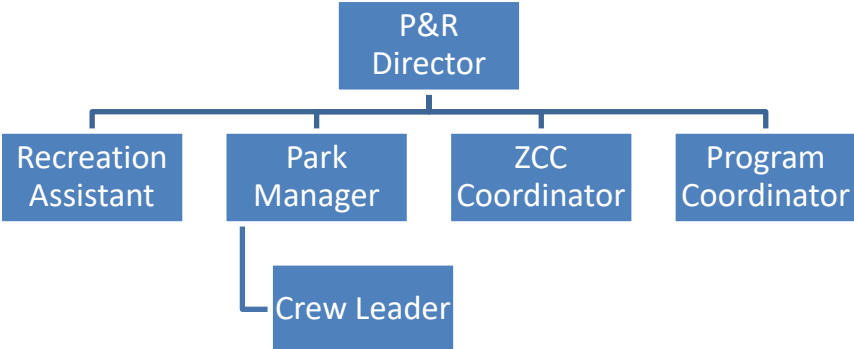 P&R
Director
Recreation
Assistant
Park
Manager
ZCC
Coordinator
Program
Coordinator
Crew Leader